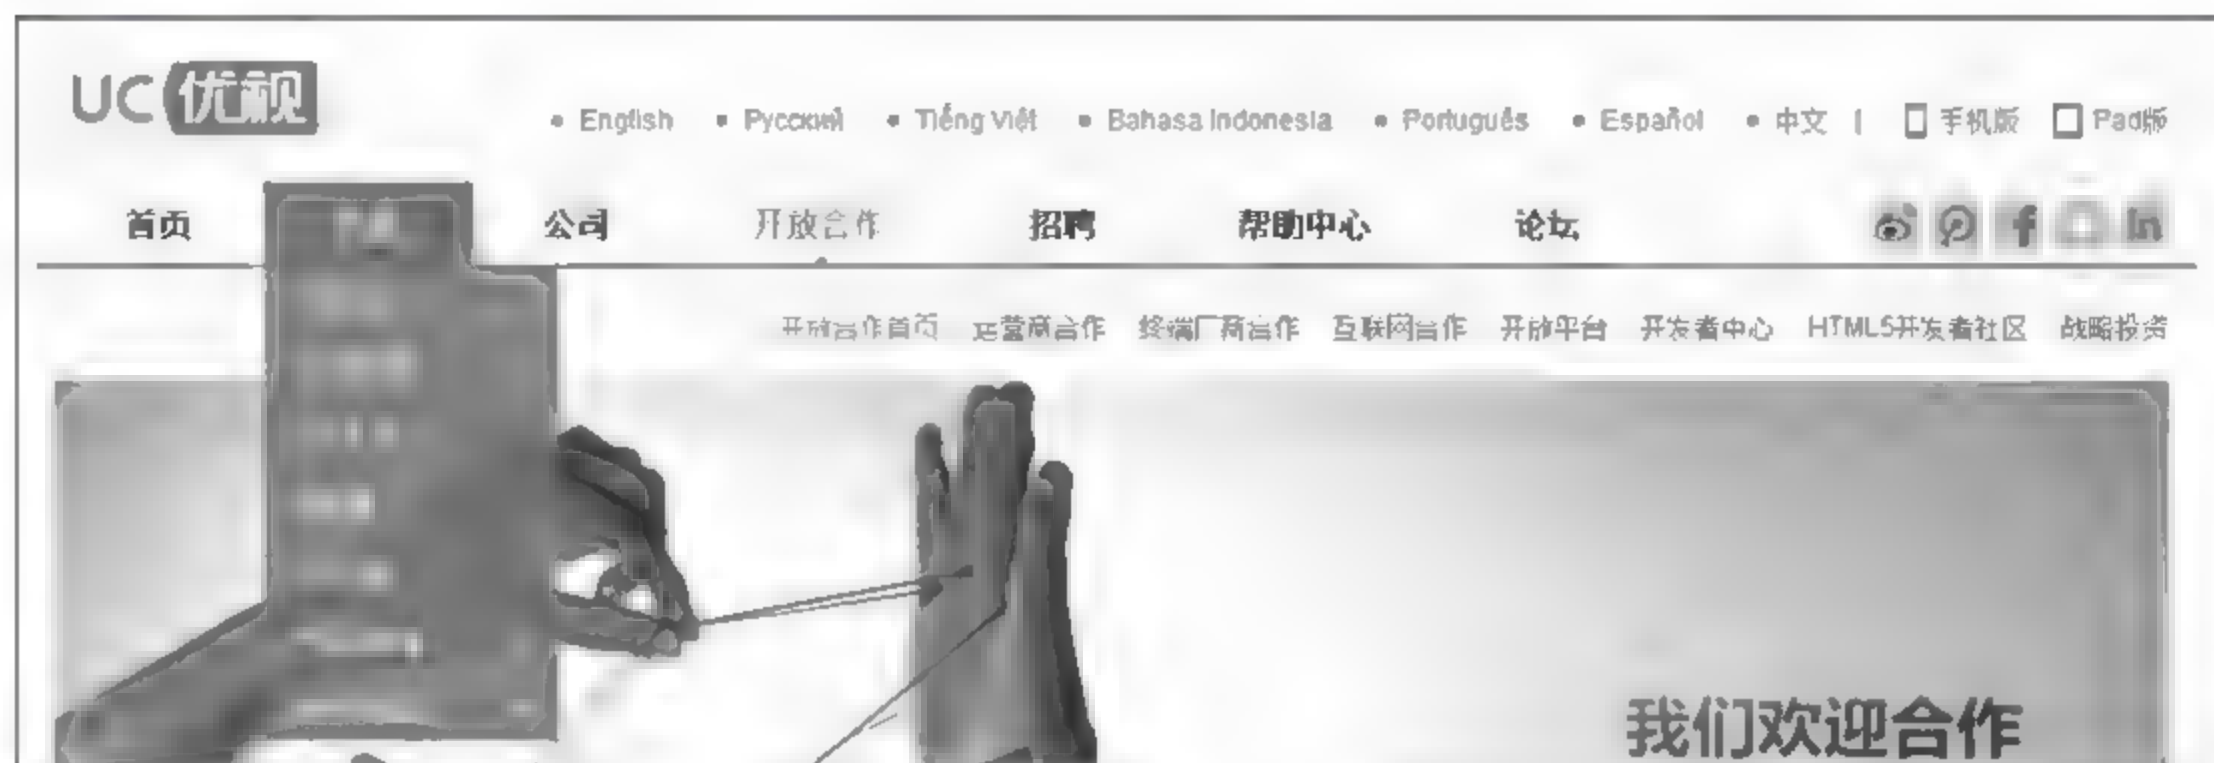 UC 优视
• English • Русский • Tiếng Việt • Bahasa Indonesia • Português • Español • 中文 | 手机版 Pad版
首页 公司 开放合作 招聘 帮助中心 论坛
开放合作首页 运营商合作 终端厂商合作 互联网合作 开放平台 开发者中心 HTML5开发者社区 战略投资
我们欢迎合作